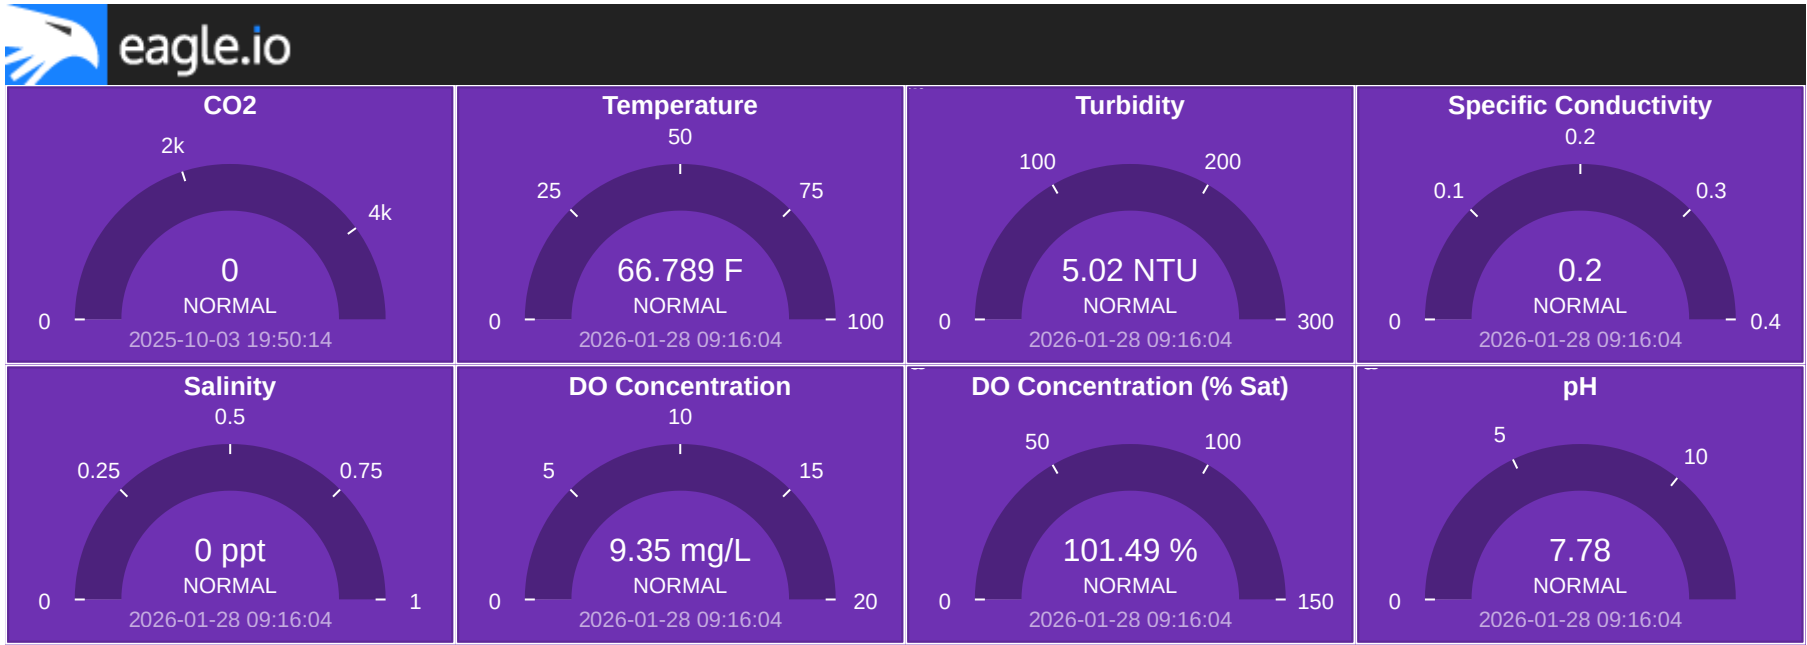 eagle.io
CO2
2k
4k
0
0
NORMAL
2025-10-03 19:50:14
Temperature
50
25
75
66.789 F
NORMAL
0
100
2026-01-28 09:16:04
Turbidity
100
200
5.02 NTU
NORMAL
0
300
2026-01-28 09:16:04
Specific Conductivity
0.2
0.1
0.3
0.2
NORMAL
0
0.4
2026-01-28 09:16:04
Salinity
0.5
0.25
0.75
0 ppt
NORMAL
0
1
2026-01-28 09:16:04
DO Concentration
10
5
15
9.35 mg/L
NORMAL
0
20
2026-01-28 09:16:04
DO Concentration (% Sat)
50
100
101.49 %
NORMAL
0
150
2026-01-28 09:16:04
pH
5
10
7.78
NORMAL
0
2026-01-28 09:16:04